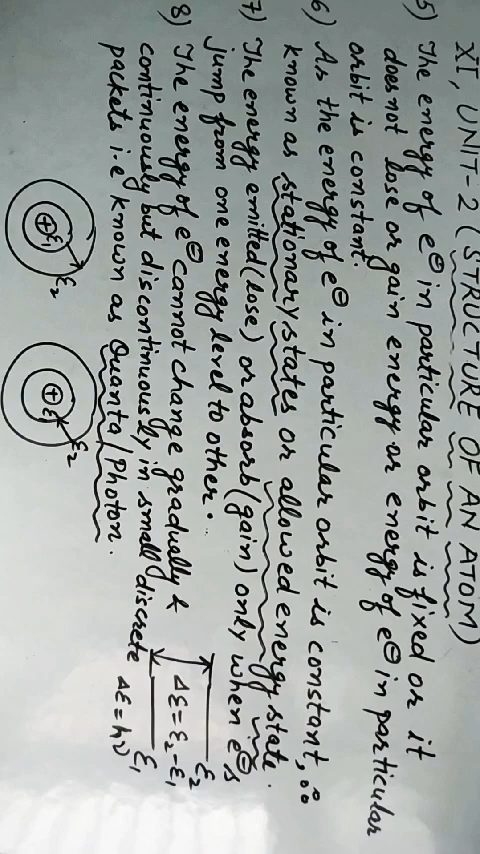 XI, UNIT-2 (STRUCTURE OF AN ATOM)
5) The energy of e⊖ in particular orbit is fixed or it
does not lose or gain energy or energy of e⊖ in particular
orbit is constant.
6) As the energy of e⊖ in particular orbit is constant, ∴
known as stationary states or allowed energy state.
7) The energy emitted (lose) or absorb (gain) only when e⊖s
jump from one energy level to other.
8) The energy of e⊖ cannot change gradually &
continuously but discontinuously in small discrete
packets i.e known as Quanta/Photon.
E2
ΔE = E2-E1
E1
ΔE = hν
+ E1 E2
+ E1 E2